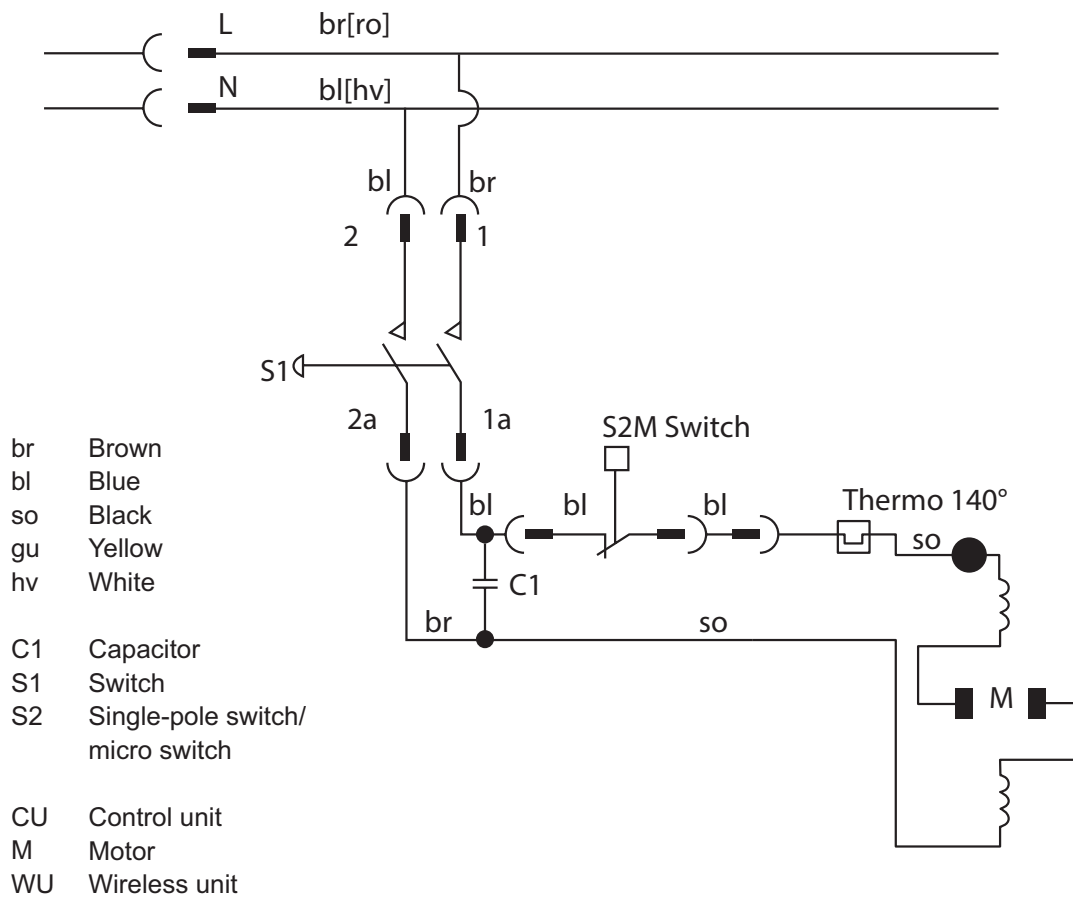 L br[ro]
N bl[hv]
bl br
2 1
S1
2a 1a
S2M Switch
bl bl bl Thermo 140°
so
C1
br so
M
br Brown
bl Blue
so Black
gu Yellow
hv White
C1 Capacitor
S1 Switch
S2 Single-pole switch/
micro switch
CU Control unit
M Motor
WU Wireless unit